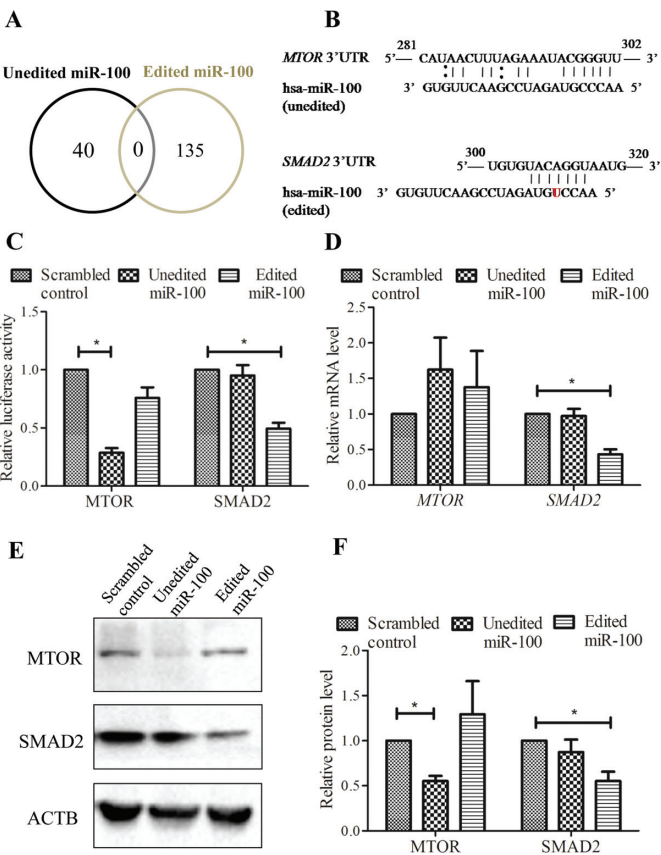 A
Unedited miR-100
Edited miR-100
40
0
135
B
281
302
MTOR 3'UTR
5'— CAUAACUUUAGAAAUACGGGUU — 3'
hsa-miR-100
(unedited)
3' GUGUUCAAGCCUAGAUGCCCAA 5'
300
320
SMAD2 3'UTR
5'— UGUGUACAGGUAAUG — 3'
hsa-miR-100
(edited)
3' GUGUUCAAGCCUAGAUGUCCAA 5'
C
Scrambled control
Unedited miR-100
Edited miR-100
Relative luciferase activity
1.5
1.0
0.5
0.0
*
*
MTOR
SMAD2
D
Scrambled control
Unedited miR-100
Edited miR-100
Relative mRNA level
2.0
1.5
1.0
0.5
0.0
*
MTOR
SMAD2
E
Scrambled control
Unedited miR-100
Edited miR-100
MTOR
SMAD2
ACTB
F
Scrambled control
Unedited miR-100
Edited miR-100
Relative protein level
2.0
1.5
1.0
0.5
0.0
*
*
MTOR
SMAD2